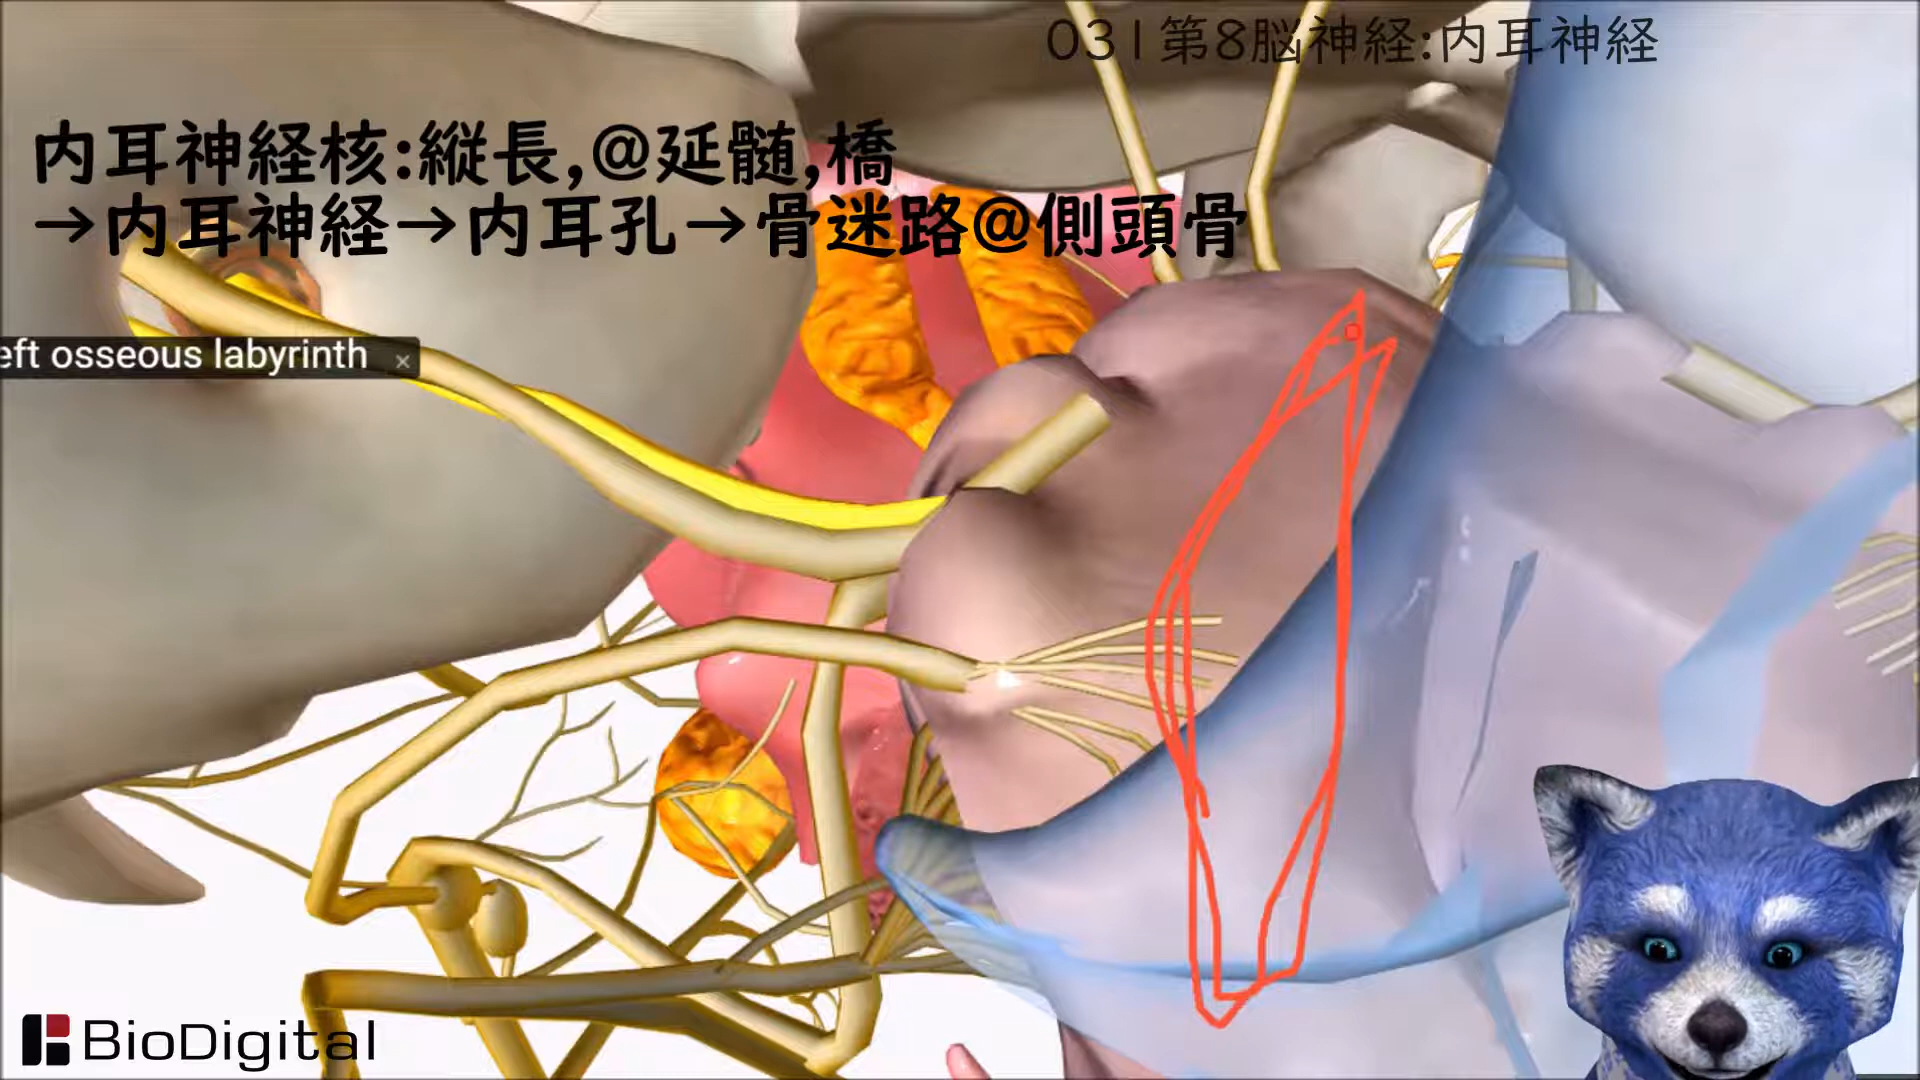 031第8脳神経:内耳神経
内耳神経核:縦長,@延髄,橋
→内耳神経→内耳孔→骨迷路@側頭骨
eft osseous labyrinth ×
BioDigital